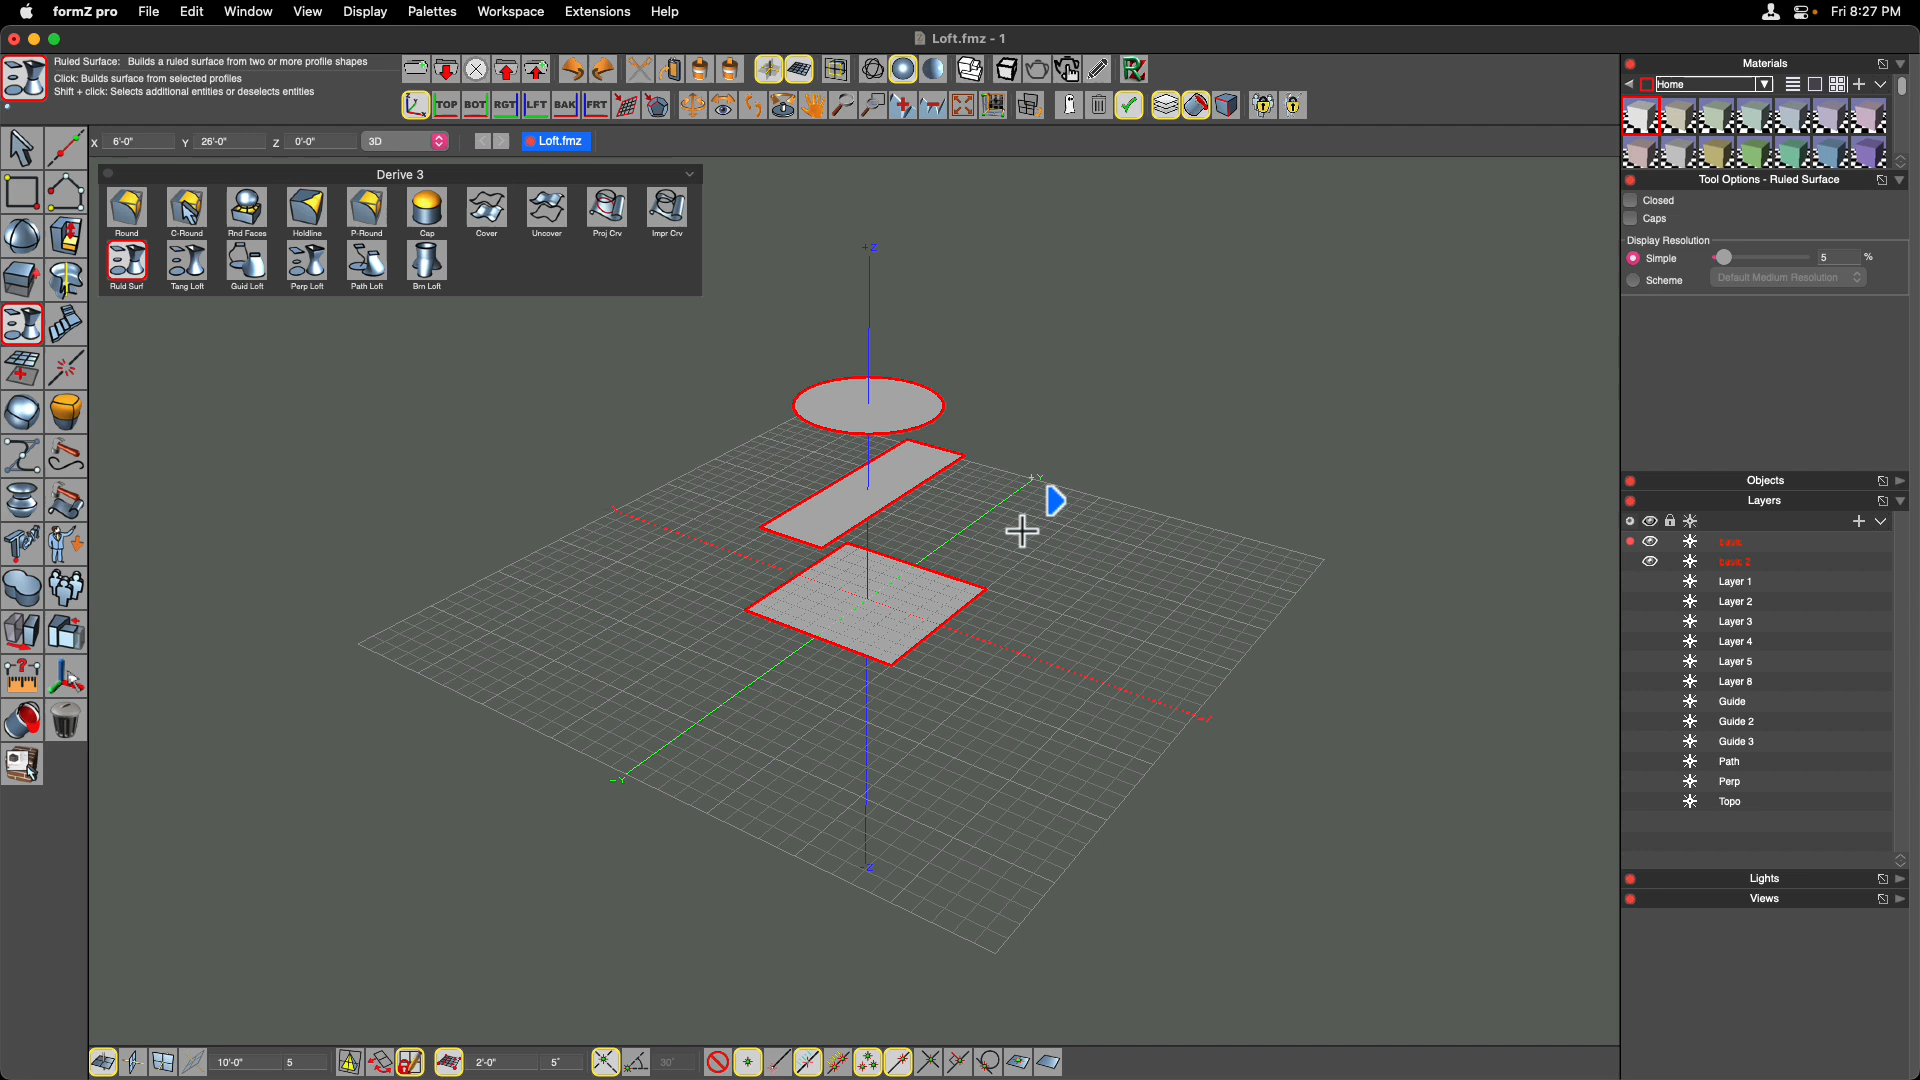 formZ pro File Edit Window View Display Palettes Workspace Extensions Help Fri 8:27 PM
Loft.fmz - 1
Ruled Surface: Builds a ruled surface from two or more profile shapes
Click: Builds surface from selected profiles
Shift + click: Selects additional entities or deselects entities
TOP BOT RGT LFT BAK FRT
X 6'-0" Y 26'-0" Z 0'-0" 3D Loft.fmz
Derive 3
Round C-Round Rnd Faces Holdline P-Round Cap Cover Uncover Proj Crv Impr Crv
Ruld Surf Tang Loft Guid Loft Perp Loft Path Loft Brn Loft
+Z
+Y
-Y
-Z
Materials
Home
Tool Options - Ruled Surface
Closed
Caps
Display Resolution
Simple 5 %
Scheme Default Medium Resolution
Objects
Layers
basic
basic 2
Layer 1
Layer 2
Layer 3
Layer 4
Layer 5
Layer 8
Guide
Guide 2
Guide 3
Path
Perp
Topo
Lights
Views
10'-0" 5 2'-0" 5° 30°